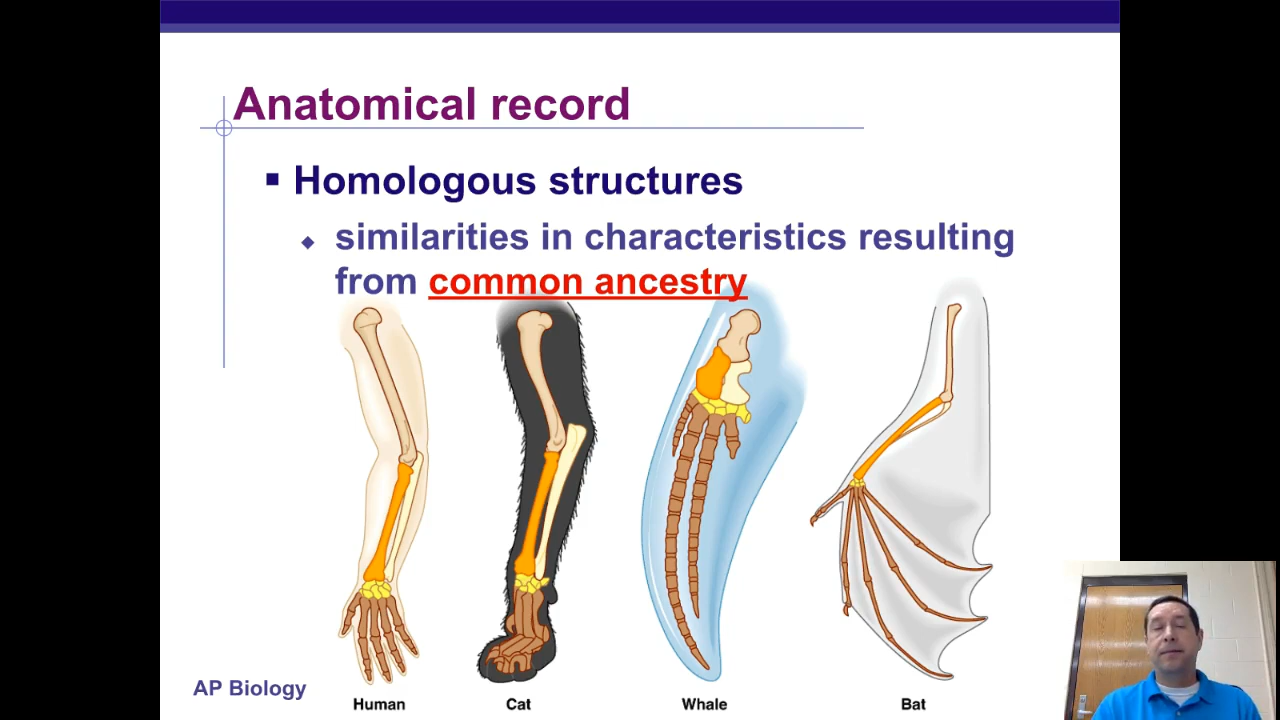 Anatomical record
Homologous structures
similarities in characteristics resulting
from common ancestry
AP Biology
Human
Cat
Whale
Bat